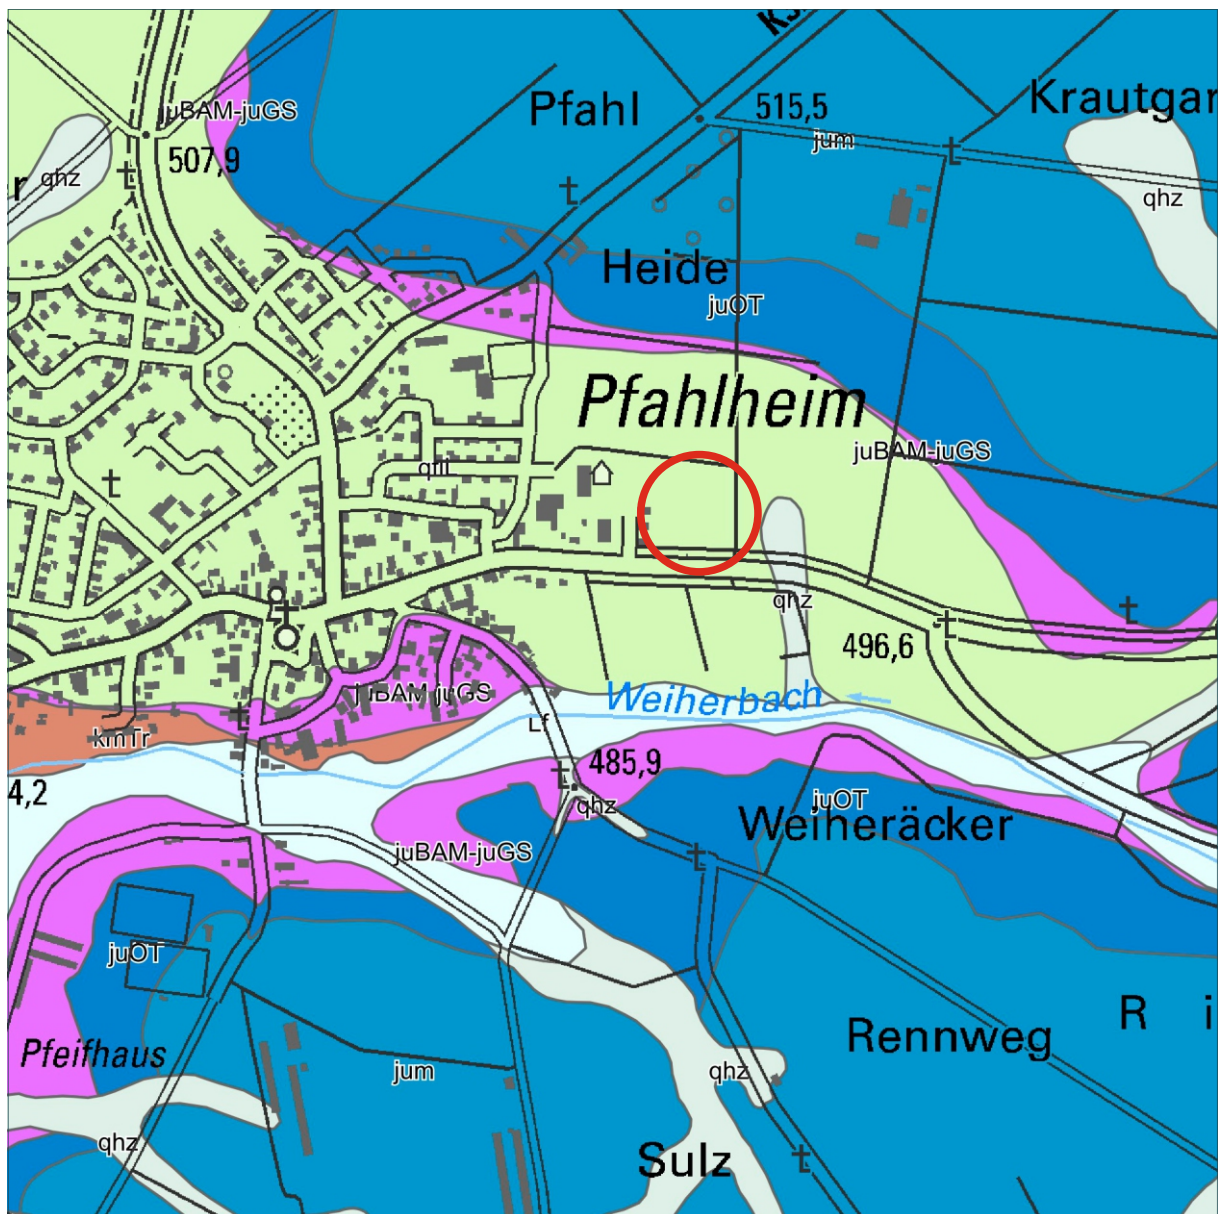 Pfahl
515,5
Krautgar
juBAM-juGS
507,9
jum
qhz
qhz
Heide
juOT
Pfahlheim
juBAM-juGS
qfll
qhz
496,6
juBAM-juGS
Weiherbach
kmTr
Lf
485,9
4,2
qhz
juOT
Weiheräcker
juBAM-juGS
juOT
R i
Pfeifhaus
Rennweg
jum
qhz
qhz
Sulz